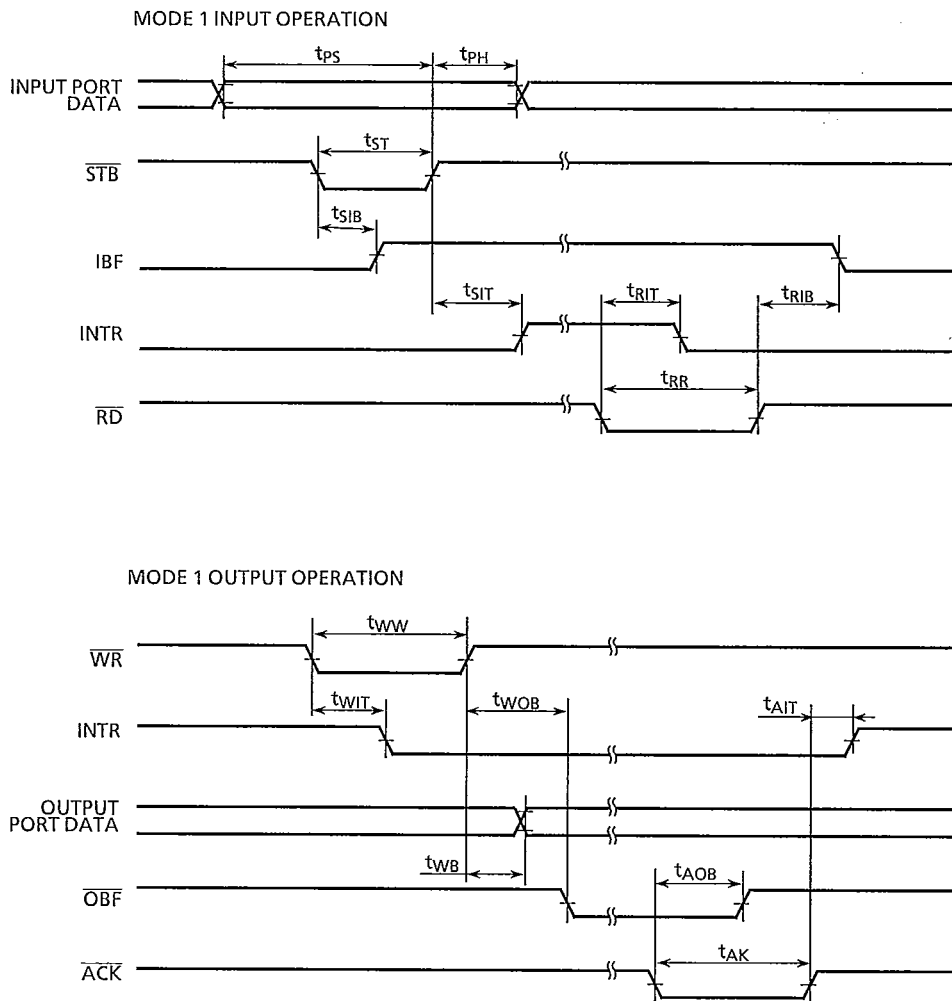 MODE 1 INPUT OPERATION
tPS
tPH
INPUT PORT
DATA
tST
STB
tSIB
IBF
tSIT
tRIT
tRIB
INTR
tRR
RD
MODE 1 OUTPUT OPERATION
tWW
WR
tWIT
tWOB
tAIT
INTR
OUTPUT
PORT DATA
tWB
tAOB
OBF
tAK
ACK